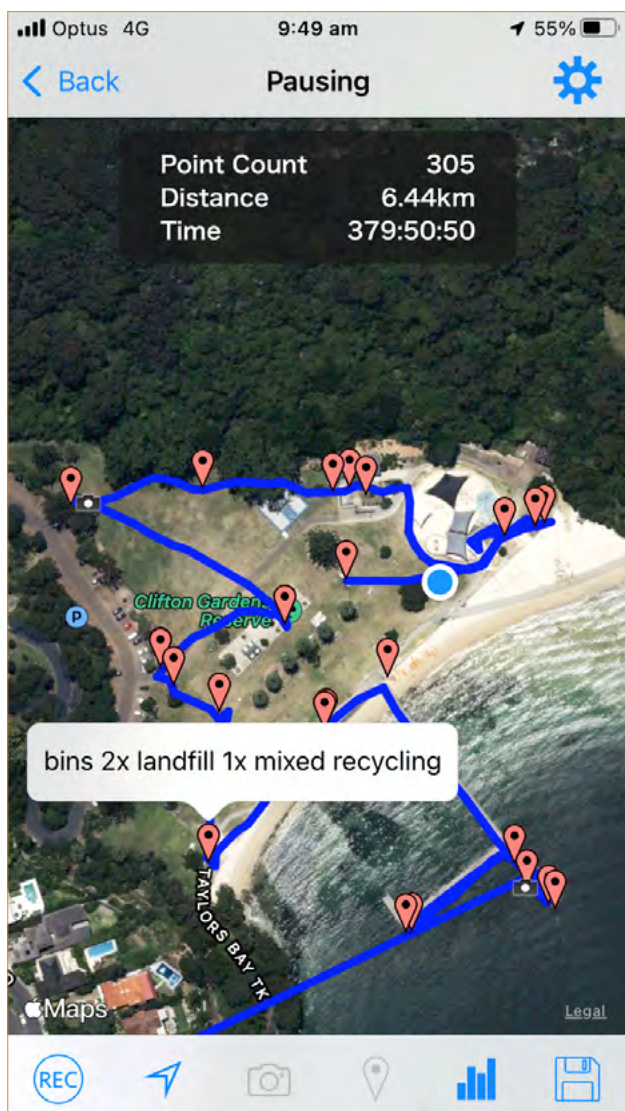 Optus 4G 9:49 am 55%
Back Pausing
Point Count 305
Distance 6.44km
Time 379:50:50
P
Clifton Gardens
Reserve
bins 2x landfill 1x mixed recycling
TAYLORS BAY TK
Maps
Legal
REC